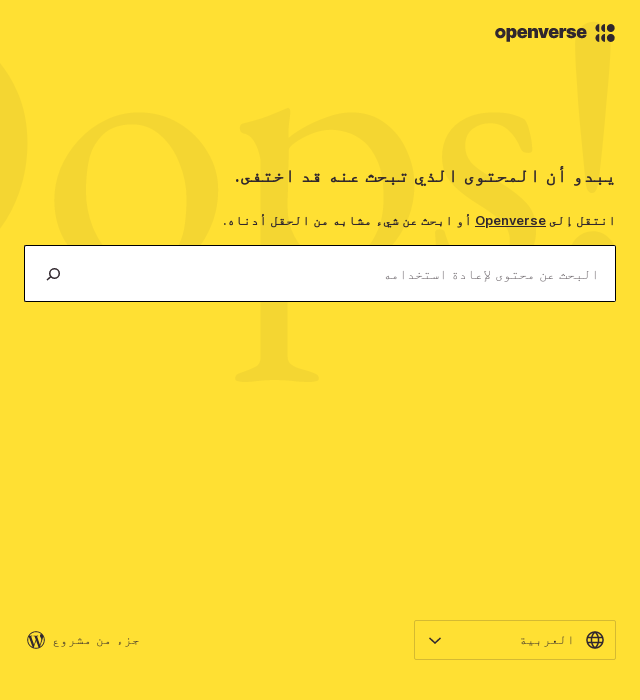 openverse
Oops!
يبدو أن المحتوى الذي تبحث عنه قد اختفى.
انتقل إلى Openverse أو ابحث عن شيء مشابه من الحقل أدناه.
البحث عن محتوى لإعادة استخدامه
العربية
جزء من مشروع